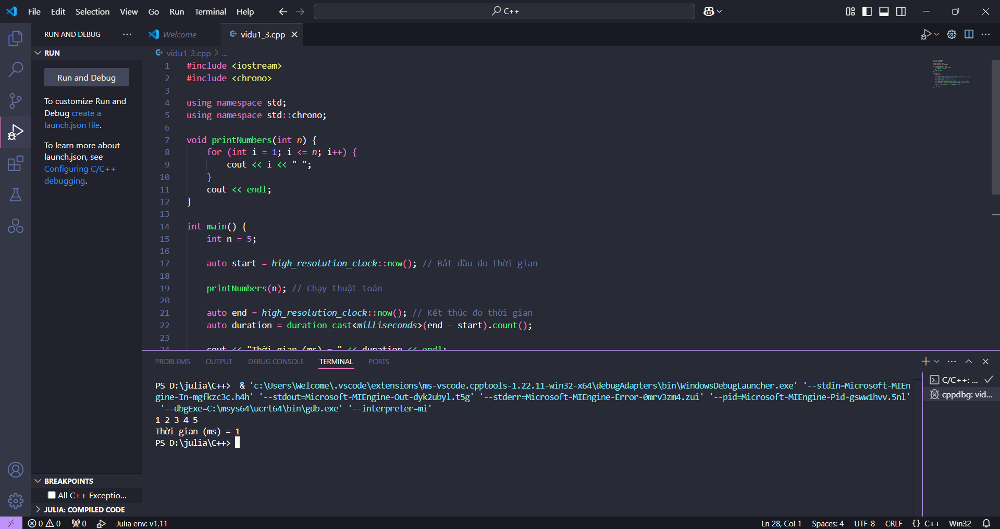 File Edit Selection View Go Run Terminal Help
C++
RUN AND DEBUG
Welcome
vidu1_3.cpp
RUN
Run and Debug
To customize Run and
Debug create a
launch.json file.
To learn more about
launch.json, see
Configuring C/C++
debugging.
vidu1_3.cpp > ...
1 #include <iostream>
2 #include <chrono>
3
4 using namespace std;
5 using namespace std::chrono;
6
7 void printNumbers(int n) {
8     for (int i = 1; i <= n; i++) {
9         cout << i << " ";
10     }
11     cout << endl;
12 }
13
14 int main() {
15     int n = 5;
16
17     auto start = high_resolution_clock::now(); // Bắt đầu đo thời gian
18
19     printNumbers(n); // Chạy thuật toán
20
21     auto end = high_resolution_clock::now(); // Kết thúc đo thời gian
22     auto duration = duration_cast<milliseconds>(end - start).count();
23
24     cout << "Thời gian (ms) = " << duration << endl;
PROBLEMS OUTPUT DEBUG CONSOLE TERMINAL PORTS
PS D:\julia\C++>  & 'c:\Users\Welcome\.vscode\extensions\ms-vscode.cpptools-1.22.11-win32-x64\debugAdapters\bin\WindowsDebugLauncher.exe' '--stdin=Microsoft-MIEn
gine-In-mgfkzc3c.h4h' '--stdout=Microsoft-MIEngine-Out-dyk2ubyl.t5g' '--stderr=Microsoft-MIEngine-Error-0mrv3zm4.zui' '--pid=Microsoft-MIEngine-Pid-gsww1hvv.5nl'
'--dbgExe=C:\msys64\ucrt64\bin\gdb.exe' '--interpreter=mi'
1 2 3 4 5
Thời gian (ms) = 1
PS D:\julia\C++>
C/C++: ...
cppdbg: vid...
BREAKPOINTS
All C++ Exceptio...
JULIA: COMPILED CODE
0 0 0 Julia env: v1.11
Ln 28, Col 1 Spaces: 4 UTF-8 CRLF {} C++ Win32